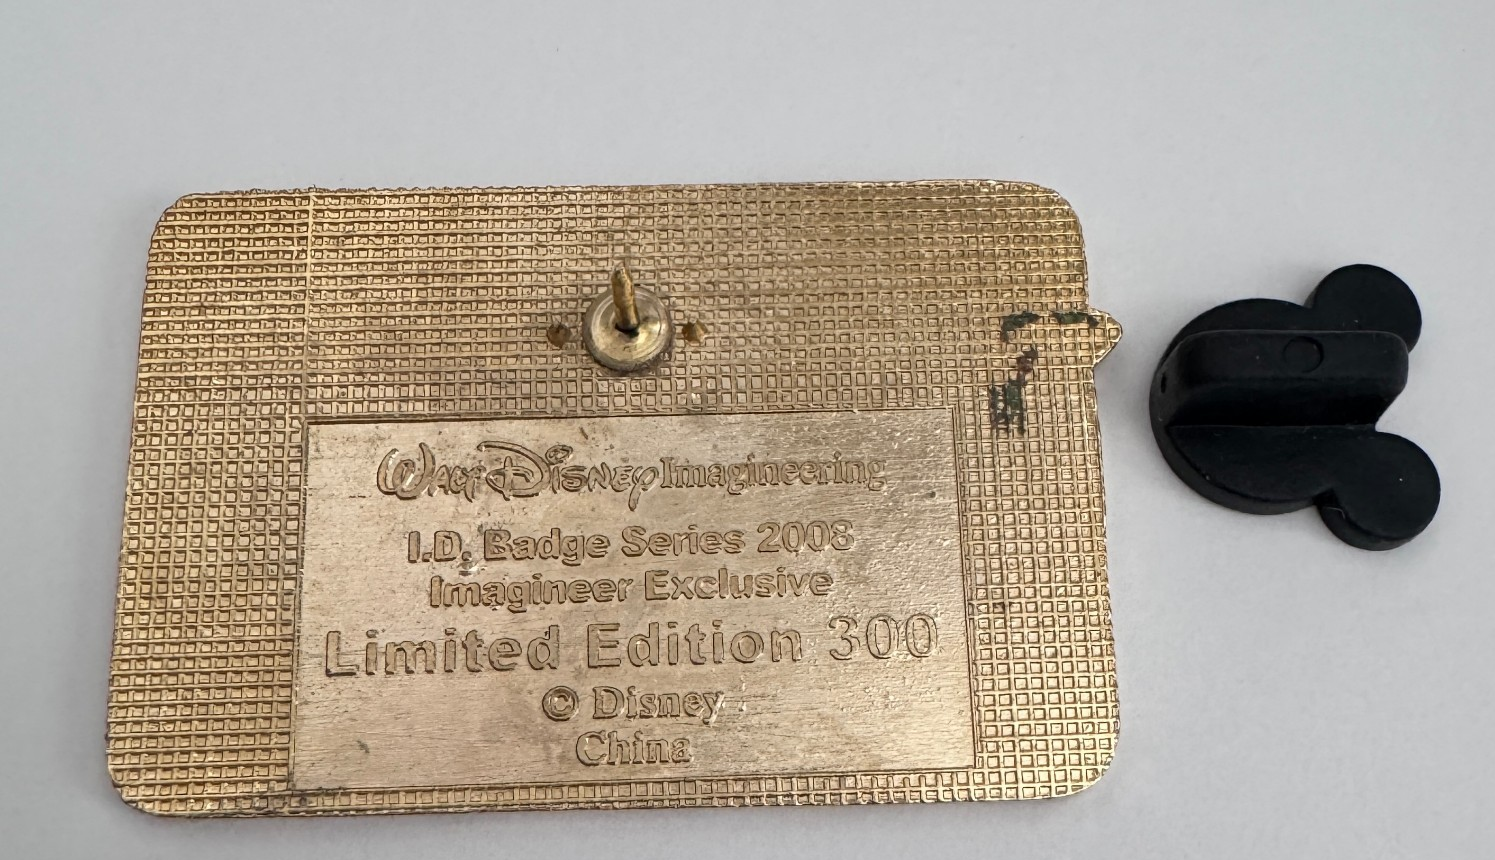 Walt Disney Imagineering
I.D. Badge Series 2008
Imagineer Exclusive
Limited Edition 300
© Disney
China